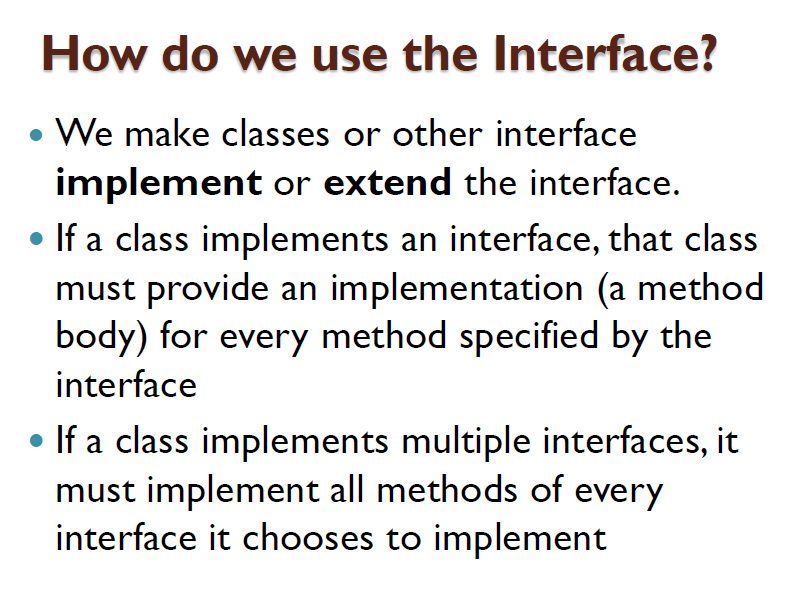 How do we use the Interface?
• We make classes or other interface
implement or extend the interface.
• If a class implements an interface, that class
must provide an implementation (a method
body) for every method specified by the
interface
• If a class implements multiple interfaces, it
must implement all methods of every
interface it chooses to implement